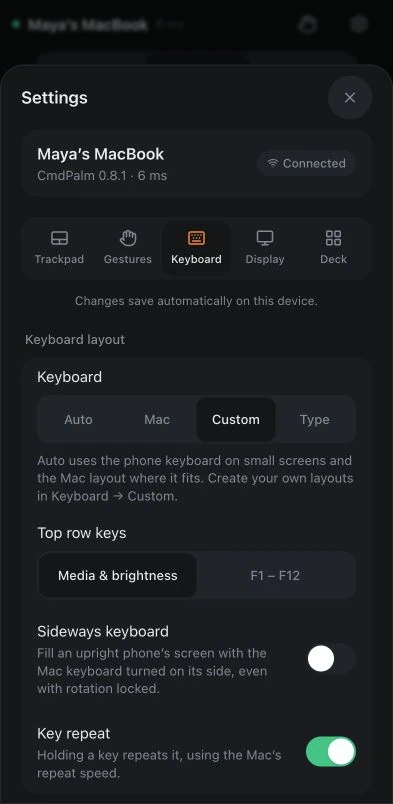 Maya's MacBook
Settings
Maya's MacBook
CmdPalm 0.8.1 · 6 ms
Connected
Trackpad
Gestures
Keyboard
Display
Deck
Changes save automatically on this device.
Keyboard layout
Keyboard
Auto
Mac
Custom
Type
Auto uses the phone keyboard on small screens and
the Mac layout where it fits. Create your own layouts
in Keyboard → Custom.
Top row keys
Media & brightness
F1 – F12
Sideways keyboard
Fill an upright phone's screen with the
Mac keyboard turned on its side, even
with rotation locked.
Key repeat
Holding a key repeats it, using the Mac's
repeat speed.